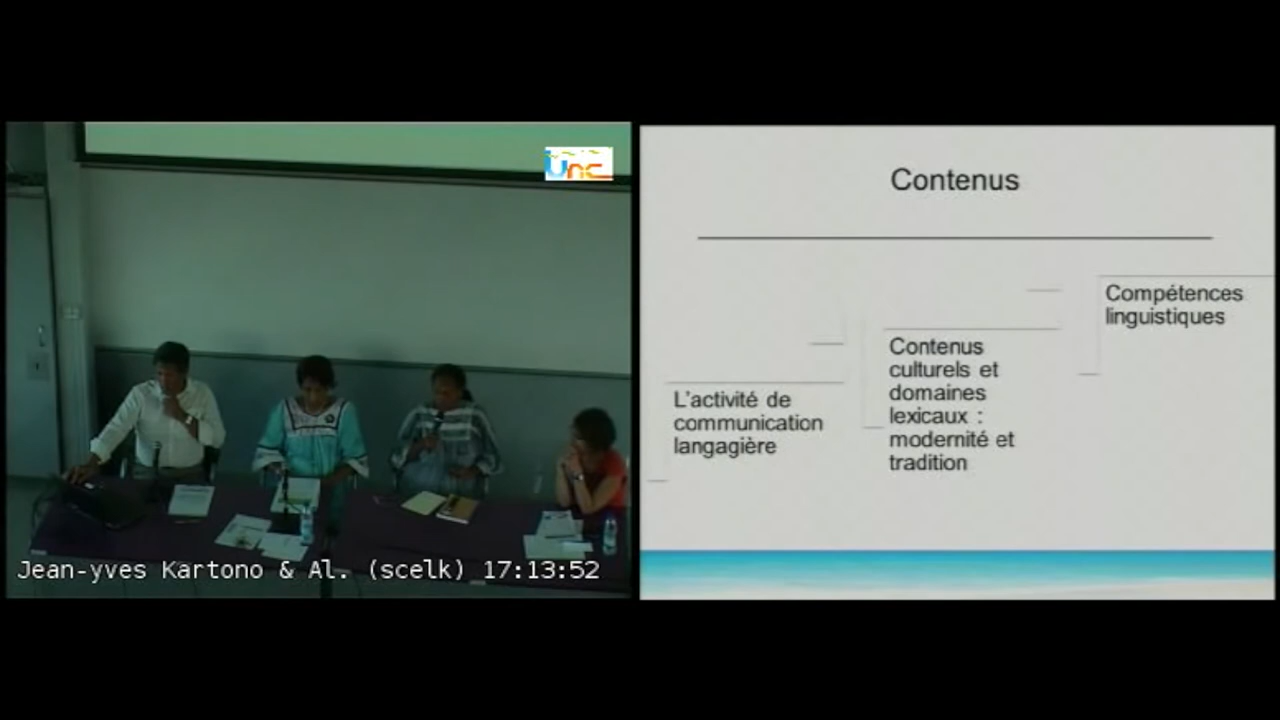 unc
Jean-yves Kartono & Al. (scelk) 17:13:52
Contenus
L'activité de
communication
langagière
Contenus
culturels et
domaines
lexicaux :
modernité et
tradition
Compétences
linguistiques